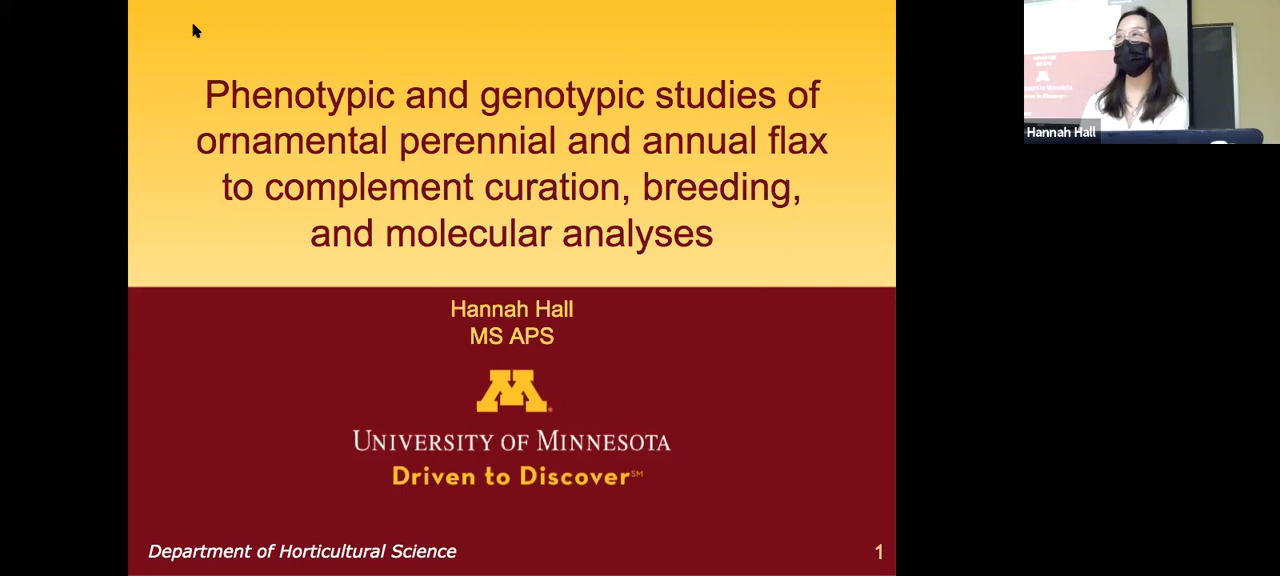 Phenotypic and genotypic studies of
ornamental perennial and annual flax
to complement curation, breeding,
and molecular analyses
Hannah Hall
MS APS
M
UNIVERSITY OF MINNESOTA
Driven to Discover℠
Department of Horticultural Science
1
Hannah Hall